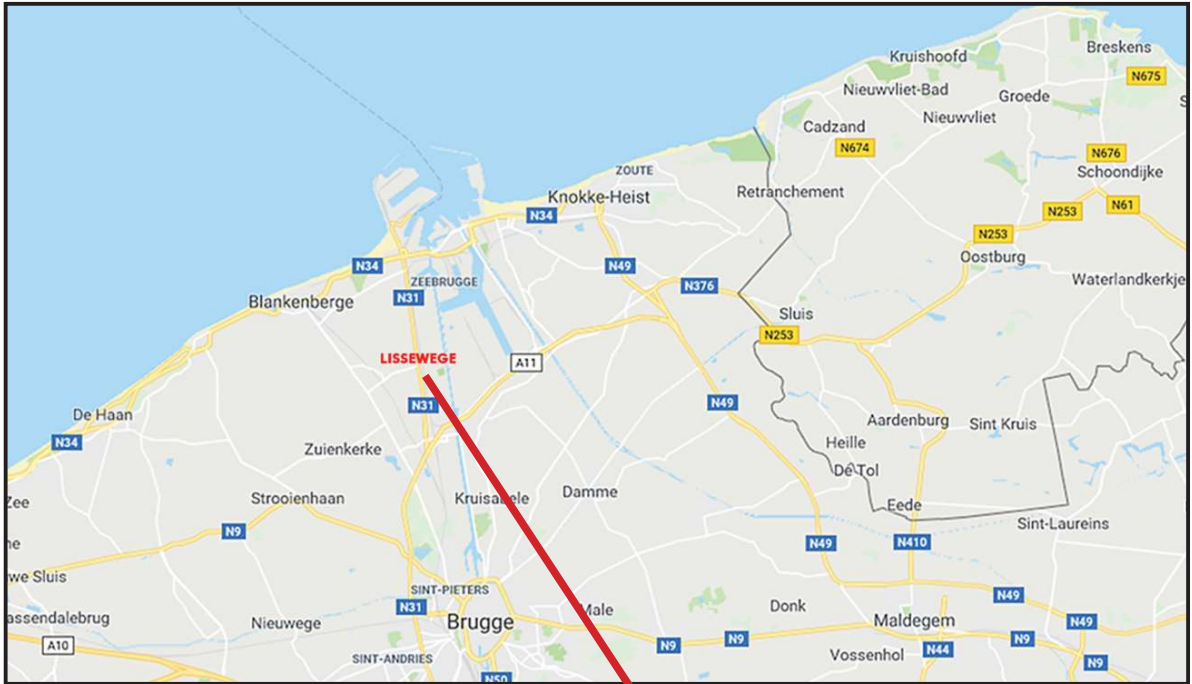 Kruishoofd
Breskens
N675
Nieuwvliet-Bad
Groede
Nieuwvliet
Cadzand
N674
N676
Schoondijke
ZOUTE
Knokke-Heist
Retranchement
N34
N253
N61
N253
Oostburg
N34
N49
ZEEBRUGGE
N376
Waterlandkerkje
Blankenberge
N31
Sluis
N253
LISSEWEGE
A11
N31
N49
De Haan
Aardenburg
Sint Kruis
N34
Zuienkerke
Heille
De Tol
Strooienhaan
Damme
Zee
Eede
Sint-Laureins
N9
N49
N410
we Sluis
SINT-PIETERS
N49
N31
Male
Donk
assendalebrug
Nieuwege
Brugge
Maldegem
N49
A10
N9
N9
N9
SINT-ANDRIES
Vossenhol
N44
N9
N50